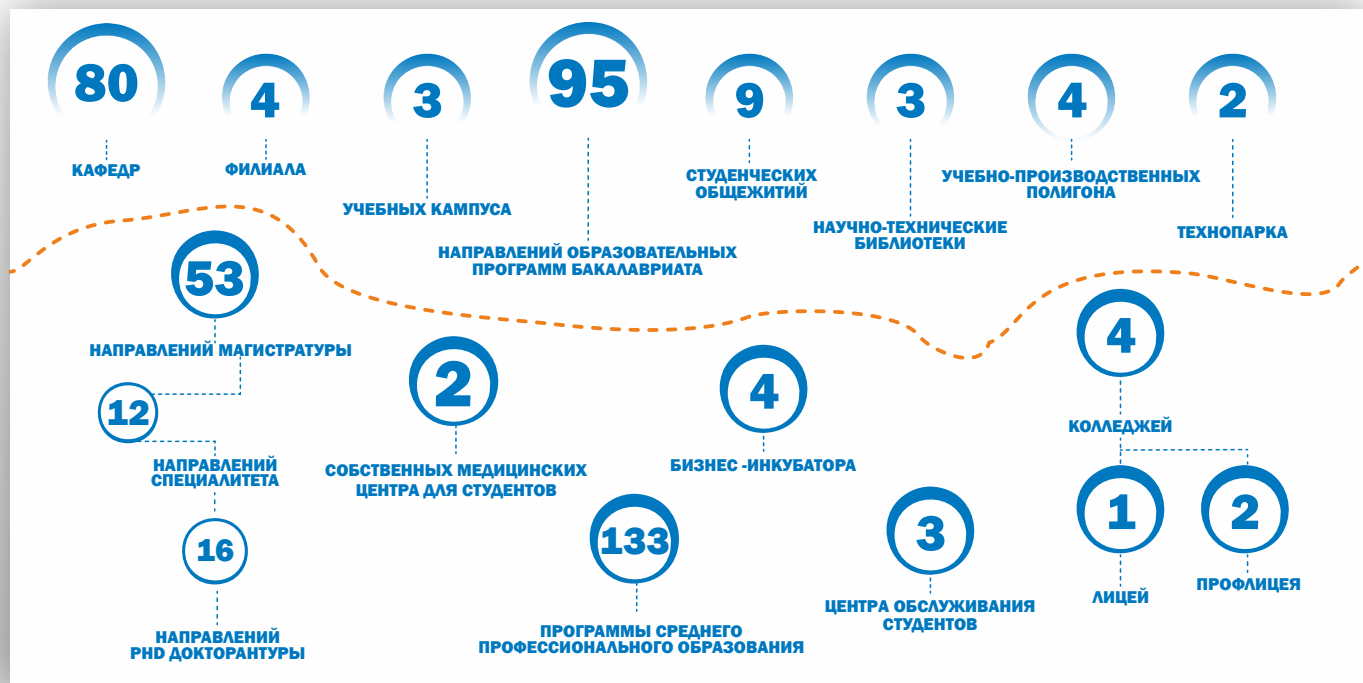 80
КАФЕДР
4
ФИЛИАЛА
3
УЧЕБНЫХ КАМПУСА
95
НАПРАВЛЕНИЙ ОБРАЗОВАТЕЛЬНЫХ
ПРОГРАММ БАКАЛАВРИАТА
9
СТУДЕНЧЕСКИХ
ОБЩЕЖИТИЙ
3
НАУЧНО-ТЕХНИЧЕСКИЕ
БИБЛИОТЕКИ
4
УЧЕБНО-ПРОИЗВОДСТВЕННЫХ
ПОЛИГОНА
2
ТЕХНОПАРКА
53
НАПРАВЛЕНИЙ МАГИСТРАТУРЫ
12
НАПРАВЛЕНИЙ
СПЕЦИАЛИТЕТА
16
НАПРАВЛЕНИЙ
PHD ДОКТОРАНТУРЫ
2
СОБСТВЕННЫХ МЕДИЦИНСКИХ
ЦЕНТРА ДЛЯ СТУДЕНТОВ
133
ПРОГРАММЫ СРЕДНЕГО
ПРОФЕССИОНАЛЬНОГО ОБРАЗОВАНИЯ
4
БИЗНЕС -ИНКУБАТОРА
3
ЦЕНТРА ОБСЛУЖИВАНИЯ
СТУДЕНТОВ
4
КОЛЛЕДЖЕЙ
1
ЛИЦЕЙ
2
ПРОФЛИЦЕЯ